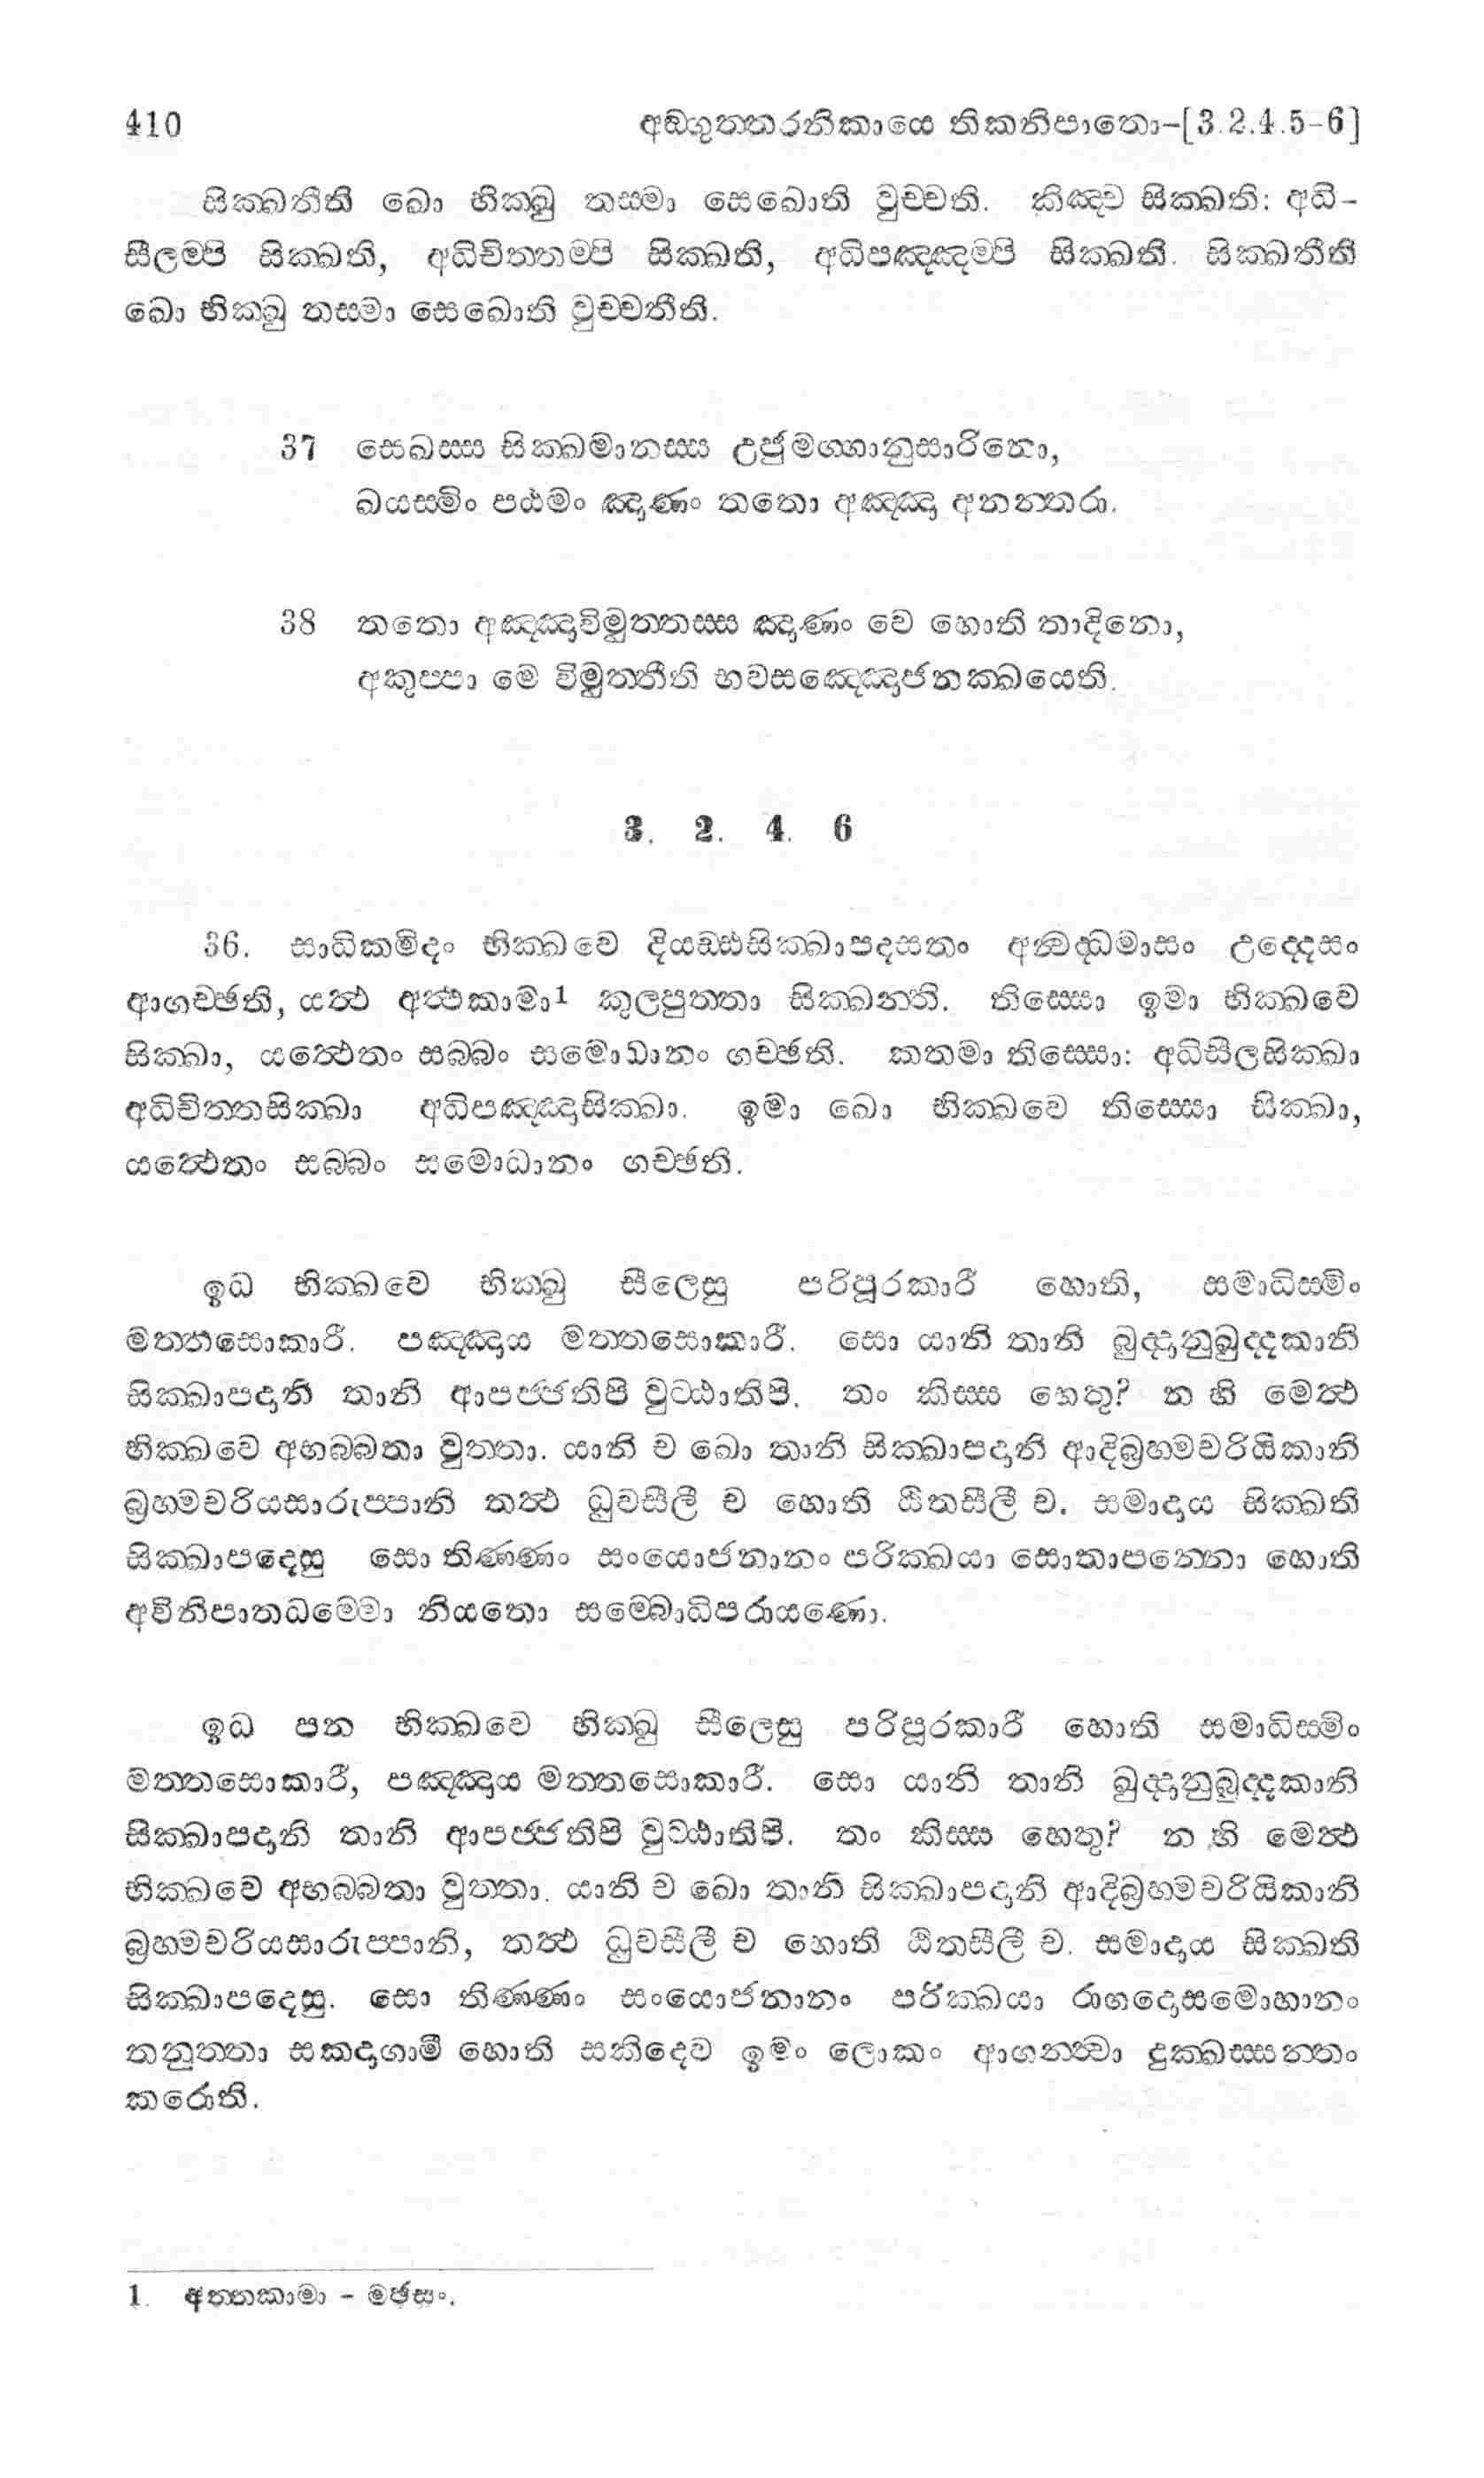 410 අඞ්ගුත්තරනිකායෙ තිකනිපාතො-[3.2.4.5-6]
සික්ඛතීති ඛො භික්ඛු තස්මා සෙඛොති වුච්චති. කිඤ්ච සික්ඛති: අධි-
සීලම්පි සික්ඛති, අධිචිත්තම්පි සික්ඛති, අධිපඤ්ඤම්පි සික්ඛති. සික්ඛතීති
ඛො භික්ඛු තස්මා සෙඛොති වුච්චතීති.
37 සෙඛස්ස සික්ඛමානස්ස උජුමග්ගානුසාරිනො,
ඛයස්මිං පඨමං ඤාණං තතො අඤ්ඤා අනන්තරා.
38 තතො අඤ්ඤාවිමුත්තස්ස ඤාණං වෙ හොති තාදිනො,
අකුප්පා මෙ විමුත්තීති භවසඤ්ඤොජනක්ඛයෙති.
3. 2. 4. 6
36. සාධිකමිදං භික්ඛවෙ දියඩ්ඪසික්ඛාපදසතං අන්වද්ධමාසං උද්දෙසං
ආගච්ඡති, යත්ථ අත්ථකාමා1 කුලපුත්තා සික්ඛන්ති. තිස්සො ඉමා භික්ඛවෙ
සික්ඛා, යත්ථෙතං සබ්බං සමොධානං ගච්ඡති. කතමා තිස්සො: අධිසීලසික්ඛා
අධිචිත්තසික්ඛා අධිපඤ්ඤාසික්ඛා. ඉමා ඛො භික්ඛවෙ තිස්සො සික්ඛා,
යත්ථෙතං සබ්බං සමොධානං ගච්ඡති.
ඉධ භික්ඛවෙ භික්ඛු සීලෙසු පරිපූරකාරී හොති, සමාධිස්මිං
මත්තසොකාරී. පඤ්ඤාය මත්තසොකාරී. සො යානි තානි ඛුද්දානුඛුද්දකානි
සික්ඛාපදානි තානි ආපජ්ජතිපි වුට්ඨාතිපි. තං කිස්ස හෙතු? න හි මෙත්ථ
භික්ඛවෙ අභබ්බතා වුත්තා. යානි ච ඛො තානි සික්ඛාපදානි ආදිබ්‍රහ්මචරියිකානි
බ්‍රහ්මචරියසාරුප්පානි තත්ථ ධුවසීලී ච හොති ඨිතසීලී ච. සමාදාය සික්ඛති
සික්ඛාපදෙසු සො තිණ්ණං සංයොජනානං පරික්ඛයා සොතාපන්නො හොති
අවිනිපාතධම්මො නියතො සම්බොධිපරායණො.
ඉධ පන භික්ඛවෙ භික්ඛු සීලෙසු පරිපූරකාරී හොති සමාධිස්මිං
මත්තසොකාරී, පඤ්ඤාය මත්තසොකාරී. සො යානි තානි ඛුද්දානුඛුද්දකානි
සික්ඛාපදානි තානි ආපජ්ජතිපි වුට්ඨාතිපි. තං කිස්ස හෙතු? න හි මෙත්ථ
භික්ඛවෙ අභබ්බතා වුත්තා. යානි ච ඛො තානි සික්ඛාපදානි ආදිබ්‍රහ්මචරියිකානි
බ්‍රහ්මචරියසාරුප්පානි, තත්ථ ධුවසීලී ච හොති ඨිතසීලී ච. සමාදාය සික්ඛති
සික්ඛාපදෙසු. සො තිණ්ණං සංයොජනානං පරික්ඛයා රාගදොසමොහානං
තනුත්තා සකදාගාමී හොති සකිදෙව ඉමං ලොකං ආගන්ත්වා දුක්ඛස්සන්තං
කරොති.
1. අත්තකාමා - මඡසං.